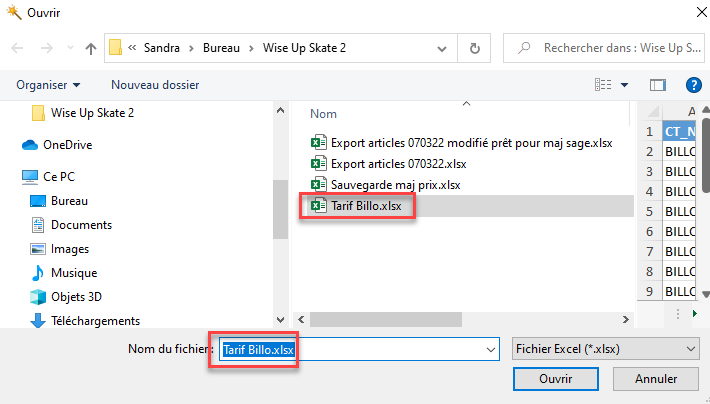 Ouvrir
« Sandra › Bureau › Wise Up Skate 2
Rechercher dans : Wise Up S...
Organiser
Nouveau dossier
?
Wise Up Skate 2
OneDrive
Ce PC
Bureau
Documents
Images
Musique
Objets 3D
Téléchargements
Nom
Export articles 070322 modifié prêt pour maj sage.xlsx
Export articles 070322.xlsx
Sauvegarde maj prix.xlsx
Tarif Billo.xlsx
A
1 CT_N
2 BILLO
3 BILLO
4 BILLO
5 BILLO
6 BILLO
7 BILLO
8 BILLO
9 BILLO
Nom du fichier : Tarif Billo.xlsx
Fichier Excel (*.xlsx)
Ouvrir
Annuler